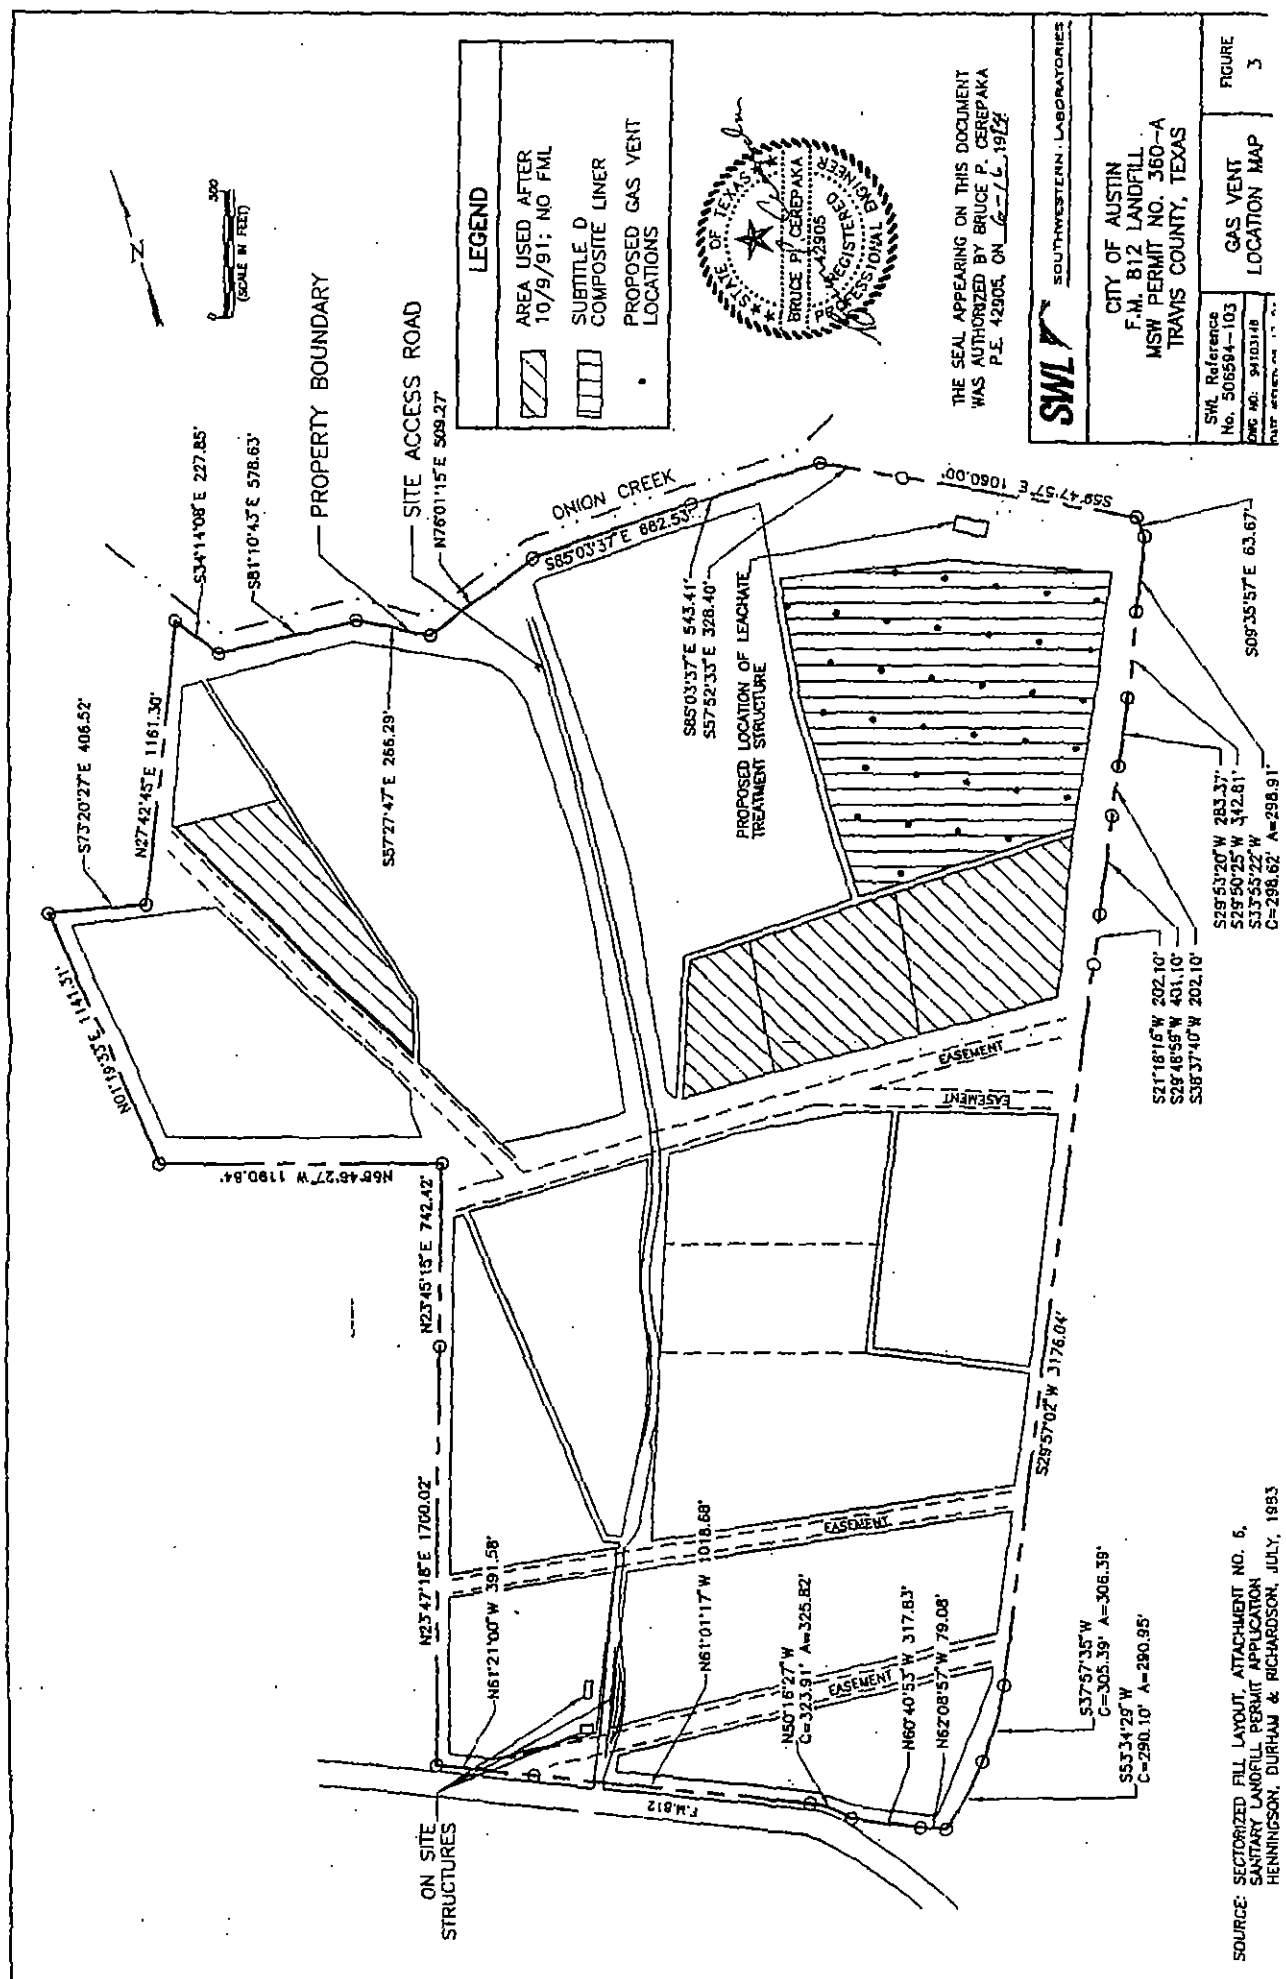 N
0 500
(SCALE IN FEET)
LEGEND
AREA USED AFTER
10/9/91; NO FML
SUBTITLE D
COMPOSITE LINER
PROPOSED GAS VENT
LOCATIONS
STATE OF TEXAS
BRUCE P. CEREPAKA
42905
REGISTERED
PROFESSIONAL ENGINEER
THE SEAL APPEARING ON THIS DOCUMENT
WAS AUTHORIZED BY BRUCE P. CEREPAKA
P.E. 42905, ON
SWL
SOUTHWESTERN LABORATORIES
CITY OF AUSTIN
F.M. 812 LANDFILL
MSW PERMIT NO. 360-A
TRAVIS COUNTY, TEXAS
SWL Reference
No. 506594-103
DWG NO: 94103118
GAS VENT
LOCATION MAP
FIGURE
3
PROPERTY BOUNDARY
SITE ACCESS ROAD
ONION CREEK
S34°14'08"E 227.85'
S81°10'43"E 578.63'
N76°01'15"E 509.27'
S73°20'27"E 406.52'
N27°42'45"E 1161.30'
S57°27'47"E 266.29'
S85°03'37"E 682.53'
S85°03'37"E 543.41'
S57°52'33"E 328.40'
PROPOSED LOCATION OF LEACHATE
TREATMENT STRUCTURE
S59°47'57"E 1060.00'
S09°35'57"E 63.67'
N01°19'33"E 1141.31'
N68°46'27"W 1190.84'
N23°45'15"E 742.42'
N23°47'18"E 1700.02'
S29°53'20"W 283.37'
S29°50'25"W 342.81'
S33°55'22"W
C=298.62' A=298.91'
S21°18'16"W 202.10'
S29°48'59"W 401.10'
S38°37'40"W 202.10'
EASEMENT
EASEMENT
S29°57'02"W 3176.04'
EASEMENT
EASEMENT
N61°21'00"W 391.58'
N61°01'17"W 1018.68'
N50°16'27"W
C=323.91' A=325.82'
N60°40'53"W 317.83'
N62°08'57"W 79.08'
S37°57'35"W
C=305.39' A=306.39'
S53°34'29"W
C=290.10' A=290.95'
F.M.812
ON SITE
STRUCTURES
SOURCE: SECTORIZED FILL LAYOUT, ATTACHMENT NO. 6,
SANITARY LANDFILL PERMIT APPLICATION
HENNINGSON, DURHAM & RICHARDSON, JULY, 1983